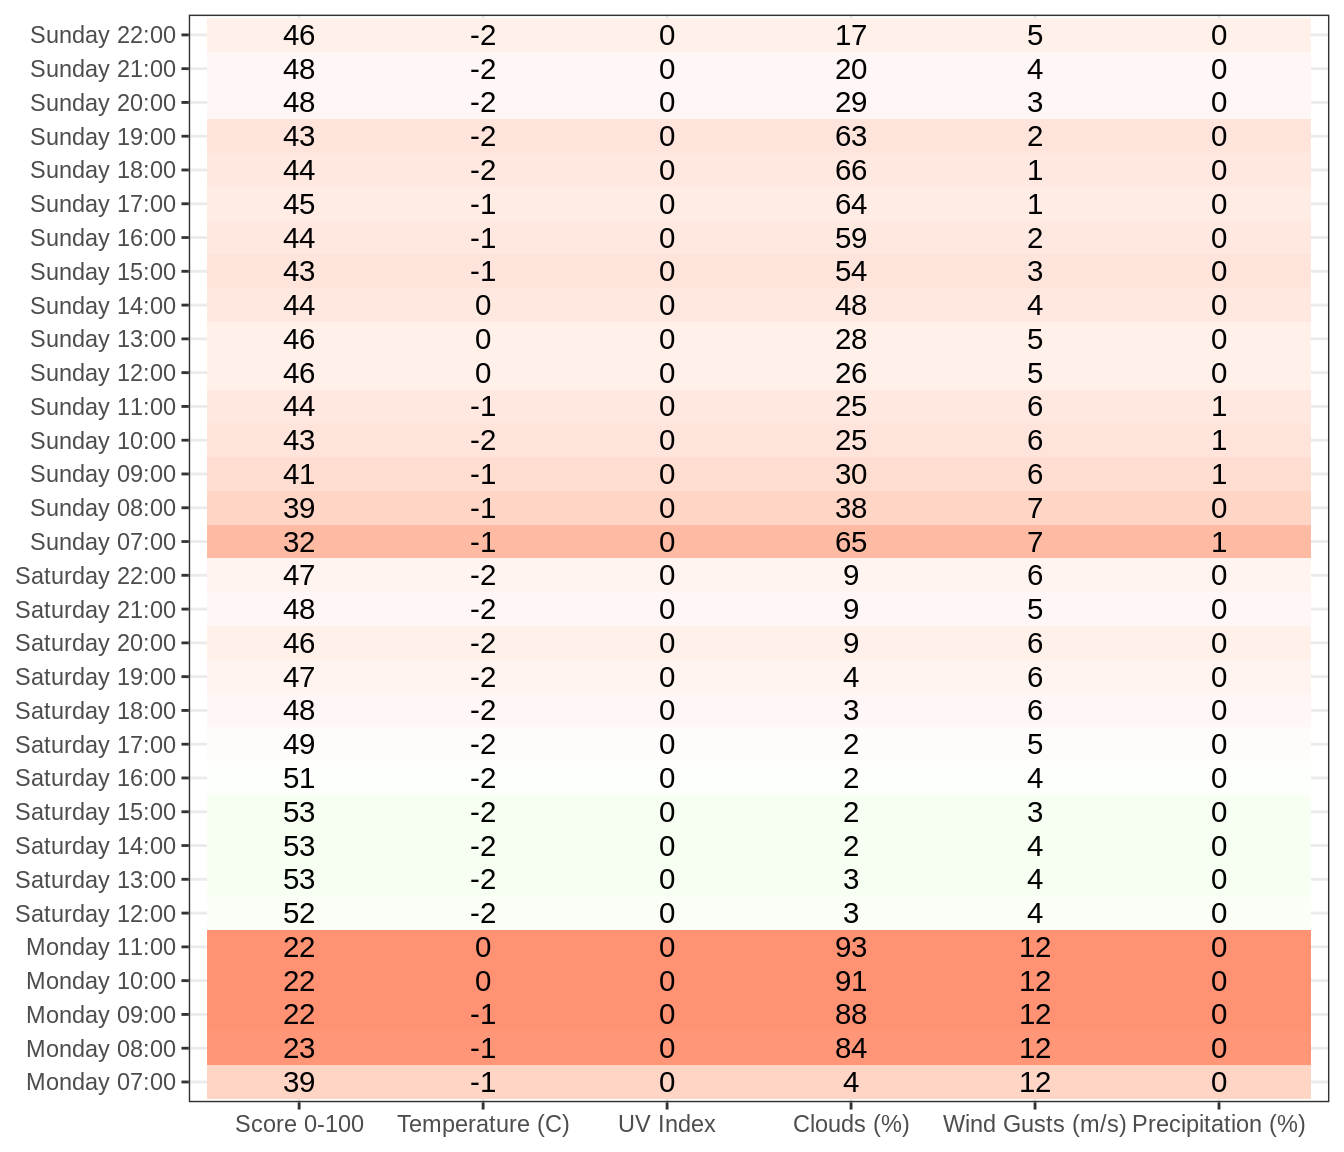 Sunday 22:00 46 -2 0 17 5 0
Sunday 21:00 48 -2 0 20 4 0
Sunday 20:00 48 -2 0 29 3 0
Sunday 19:00 43 -2 0 63 2 0
Sunday 18:00 44 -2 0 66 1 0
Sunday 17:00 45 -1 0 64 1 0
Sunday 16:00 44 -1 0 59 2 0
Sunday 15:00 43 -1 0 54 3 0
Sunday 14:00 44 0 0 48 4 0
Sunday 13:00 46 0 0 28 5 0
Sunday 12:00 46 0 0 26 5 0
Sunday 11:00 44 -1 0 25 6 1
Sunday 10:00 43 -2 0 25 6 1
Sunday 09:00 41 -1 0 30 6 1
Sunday 08:00 39 -1 0 38 7 0
Sunday 07:00 32 -1 0 65 7 1
Saturday 22:00 47 -2 0 9 6 0
Saturday 21:00 48 -2 0 9 5 0
Saturday 20:00 46 -2 0 9 6 0
Saturday 19:00 47 -2 0 4 6 0
Saturday 18:00 48 -2 0 3 6 0
Saturday 17:00 49 -2 0 2 5 0
Saturday 16:00 51 -2 0 2 4 0
Saturday 15:00 53 -2 0 2 3 0
Saturday 14:00 53 -2 0 2 4 0
Saturday 13:00 53 -2 0 3 4 0
Saturday 12:00 52 -2 0 3 4 0
Monday 11:00 22 0 0 93 12 0
Monday 10:00 22 0 0 91 12 0
Monday 09:00 22 -1 0 88 12 0
Monday 08:00 23 -1 0 84 12 0
Monday 07:00 39 -1 0 4 12 0
Score 0-100 Temperature (C) UV Index Clouds (%) Wind Gusts (m/s) Precipitation (%)